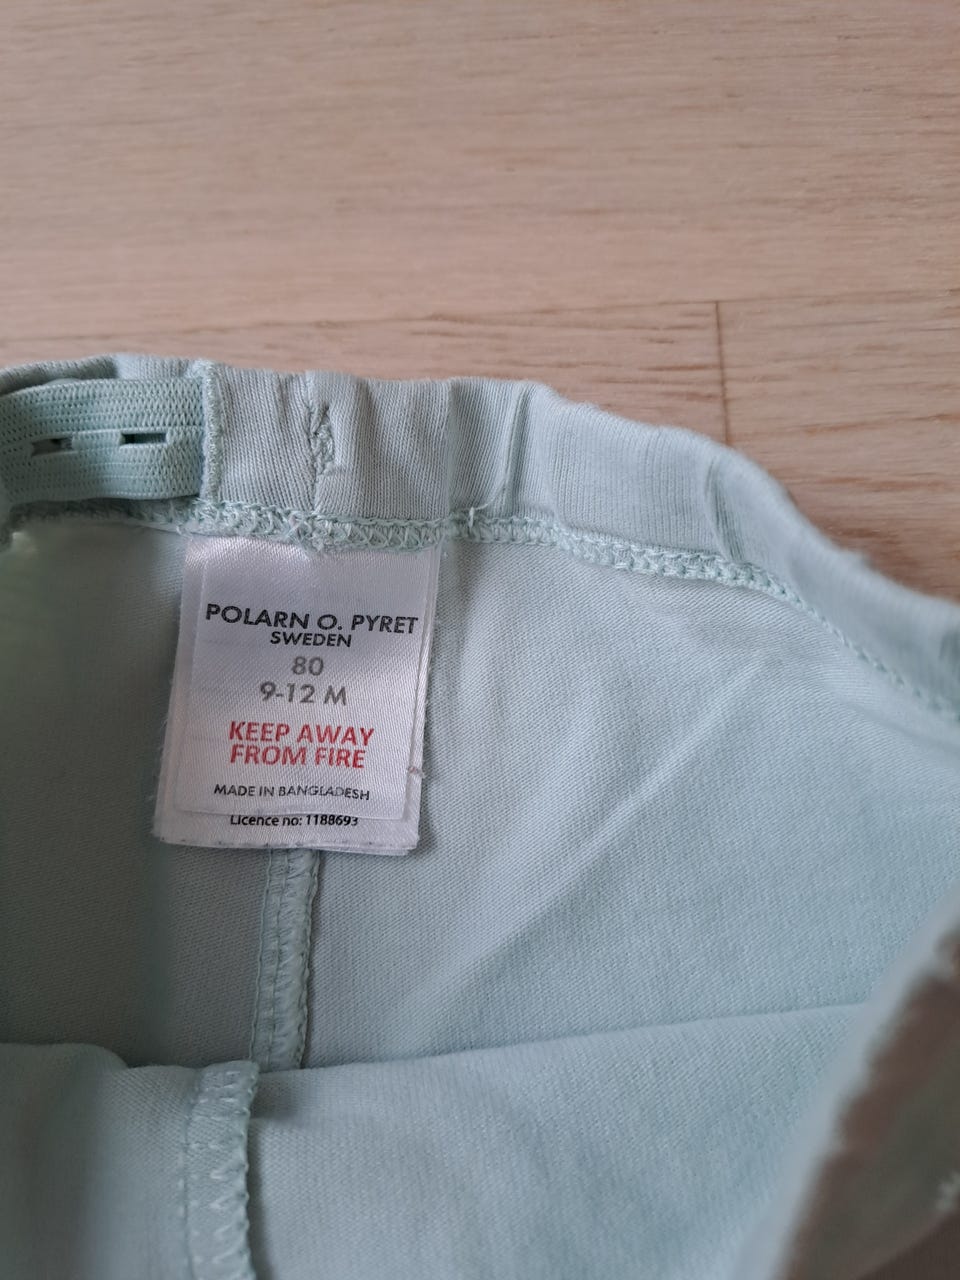 POLARN O. PYRET
SWEDEN
80
9-12 M
KEEP AWAY
FROM FIRE
MADE IN BANGLADESH
Licence no: 1188693